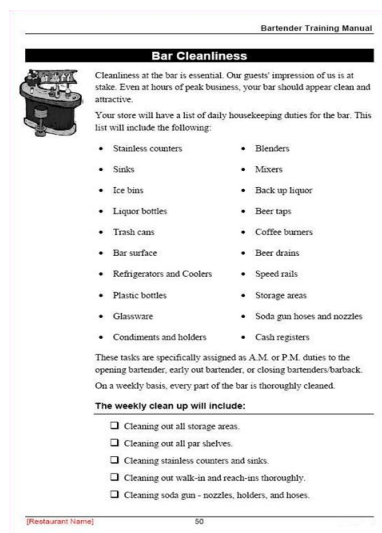 Bartender Training Manual
Bar Cleanliness
Cleanliness at the bar is essential. Our guests' impression of us is at
stake. Even at hours of peak business, your bar should appear clean and
attractive.
Your store will have a list of daily housekeeping duties for the bar. This
list will include the following:
• Stainless counters
• Sinks
• Ice bins
• Liquor bottles
• Trash cans
• Bar surface
• Refrigerators and Coolers
• Plastic bottles
• Glassware
• Condiments and holders
• Blenders
• Mixers
• Back up liquor
• Beer taps
• Coffee burners
• Beer drains
• Speed rails
• Storage areas
• Soda gun hoses and nozzles
• Cash registers
These tasks are specifically assigned as A.M. or P.M. duties to the
opening bartender, early out bartender, or closing bartenders/barback.
On a weekly basis, every part of the bar is thoroughly cleaned.
The weekly clean up will include:
❑ Cleaning out all storage areas.
❑ Cleaning out all par shelves.
❑ Cleaning stainless counters and sinks.
❑ Cleaning out walk-in and reach-ins thoroughly.
❑ Cleaning soda gun - nozzles, holders, and hoses.
[Restaurant Name]
50